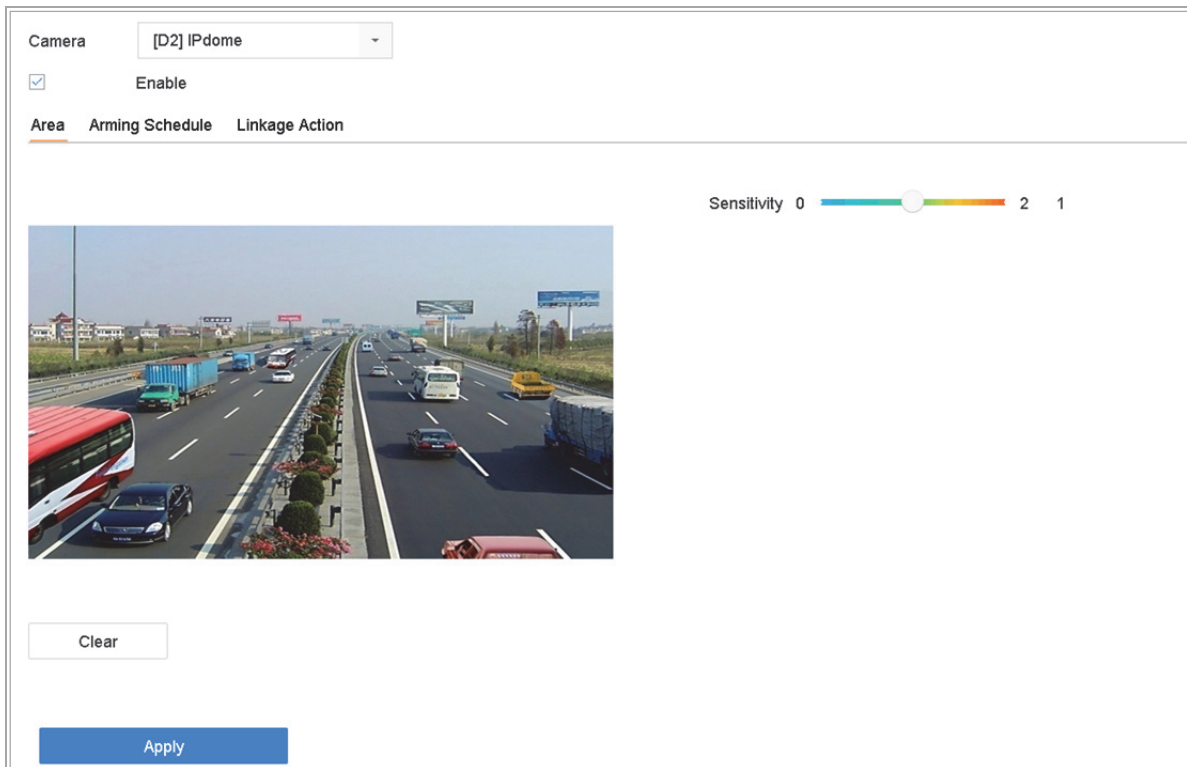 Camera [D2] IPdome
Enable
Area Arming Schedule Linkage Action
Sensitivity 0 2 1
Clear
Apply